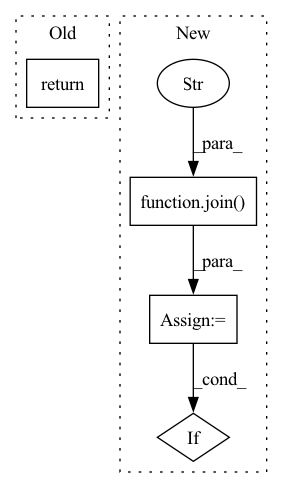 Old
New
return
Str
_para_
function.join()
_para_
Assign:=
_cond_
If